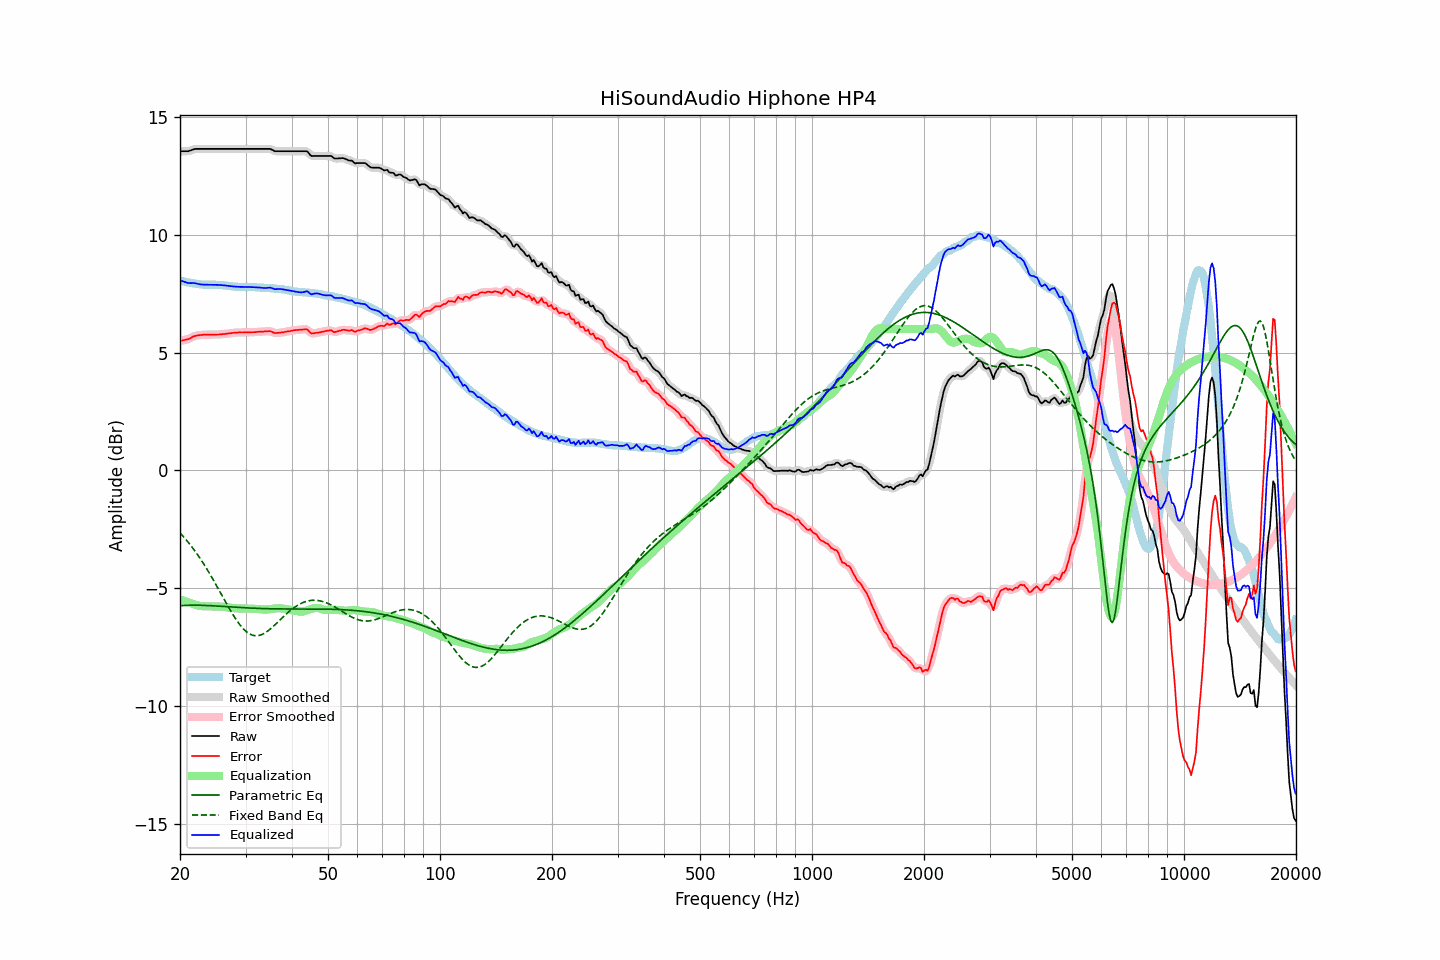 HiSoundAudio Hiphone HP4
Amplitude (dBr)
15
10
5
0
−5
−10
−15
Target
Raw Smoothed
Error Smoothed
Raw
Error
Equalization
Parametric Eq
Fixed Band Eq
Equalized
20 50 100 200 500 1000 2000 5000 10000 20000
Frequency (Hz)